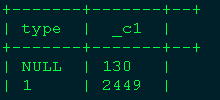 +-------+-------+--+
| type  |  _c1  |
+-------+-------+--+
| NULL  | 130   |
| 1     | 2449  |